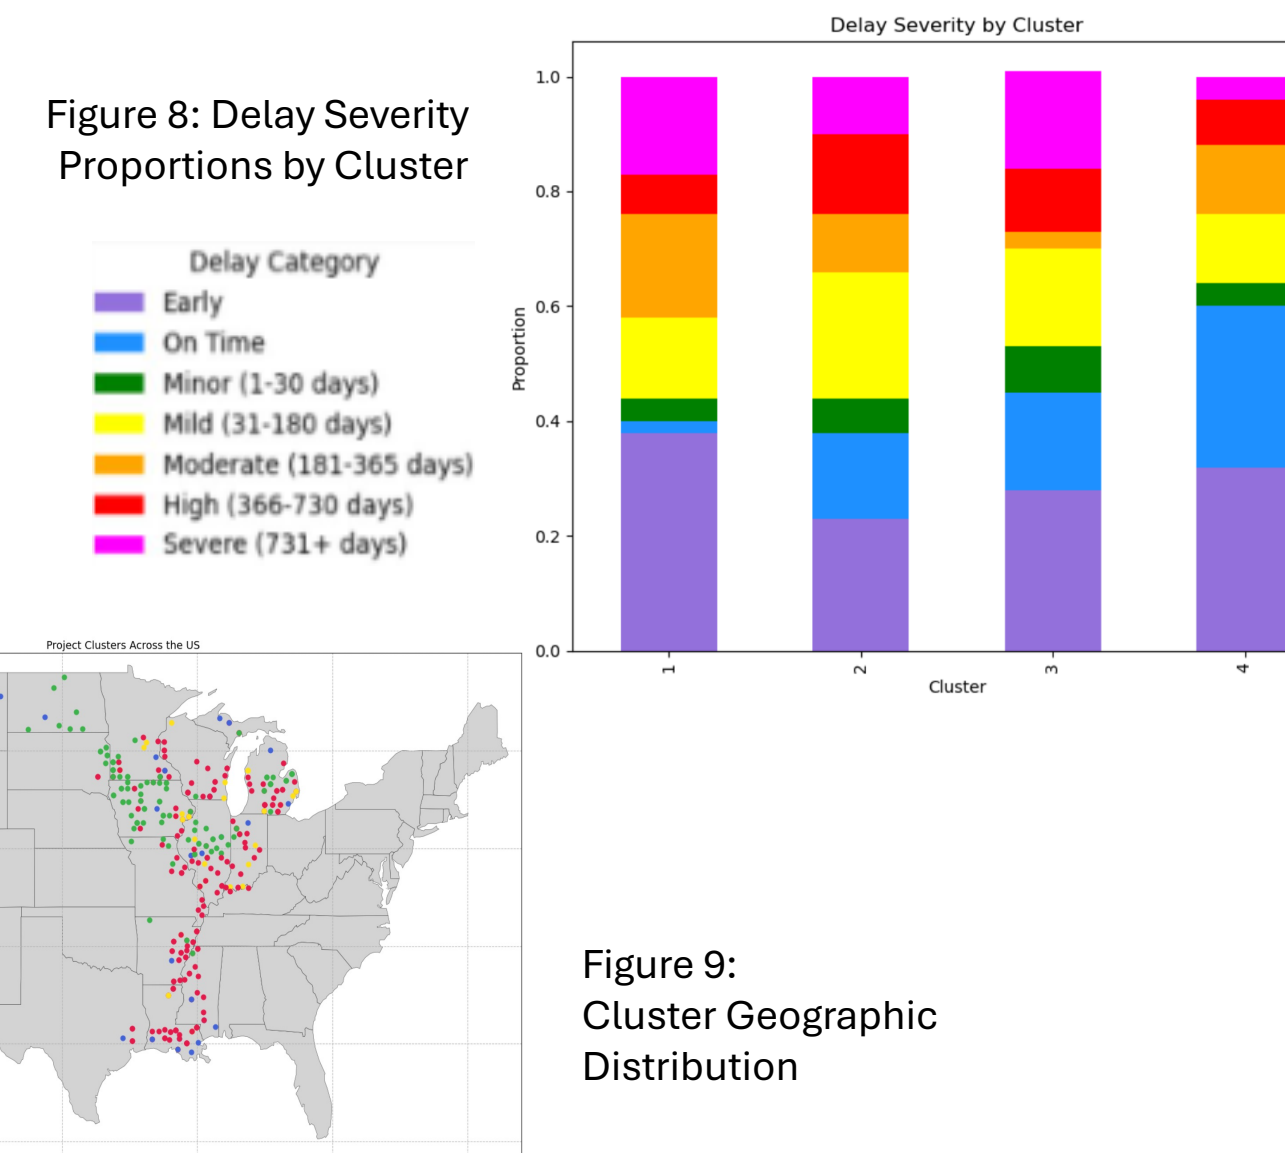 Figure 8: Delay Severity
Proportions by Cluster
Delay Category
Early
On Time
Minor (1-30 days)
Mild (31-180 days)
Moderate (181-365 days)
High (366-730 days)
Severe (731+ days)
Delay Severity by Cluster
Proportion
1.0
0.8
0.6
0.4
0.2
0.0
1
2
3
4
Cluster
Project Clusters Across the US
Figure 9:
Cluster Geographic
Distribution